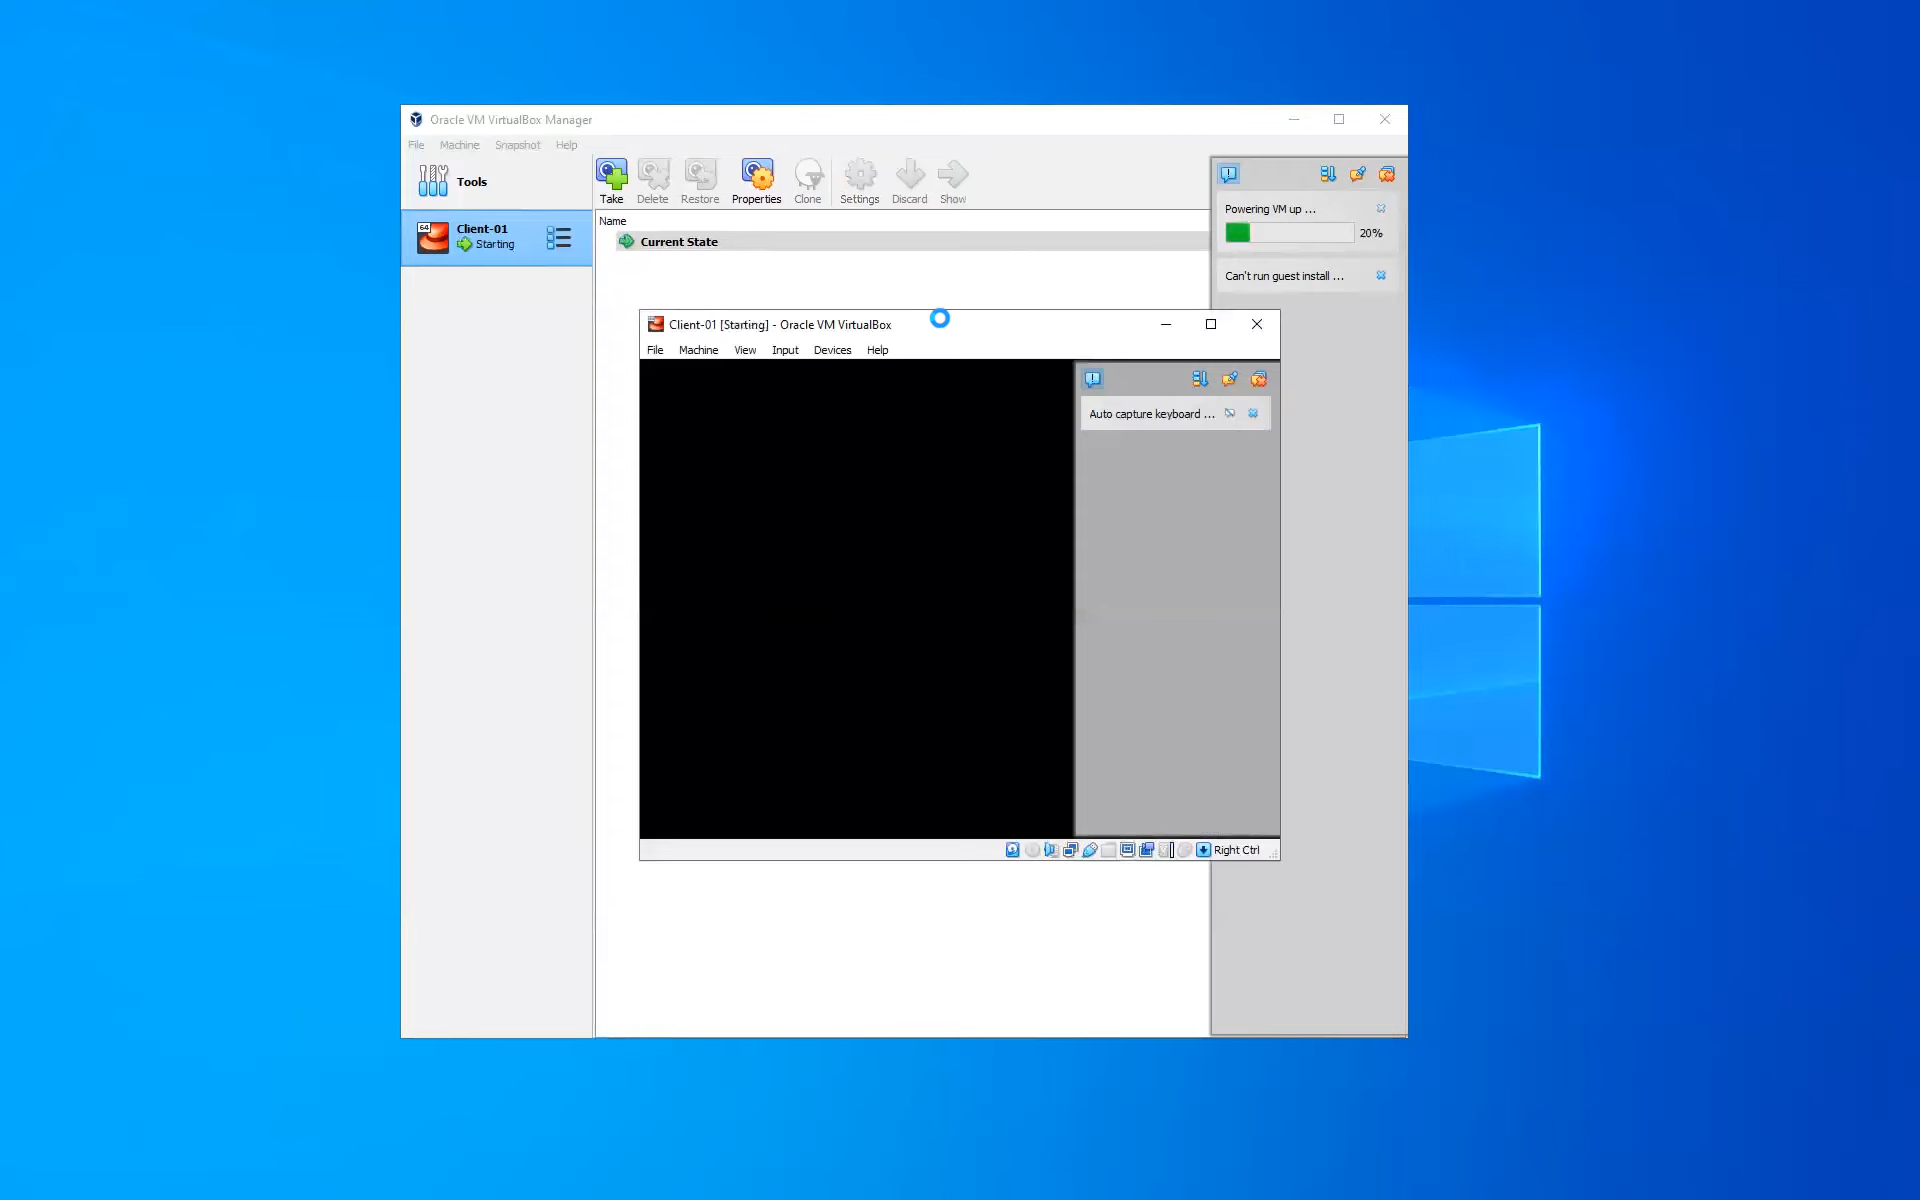 Oracle VM VirtualBox Manager
File Machine Snapshot Help
Tools
Take Delete Restore Properties Clone Settings Discard Show
64
Client-01
Starting
Name
Current State
Powering VM up ...
20%
Can't run guest install ...
Client-01 [Starting] - Oracle VM VirtualBox
File Machine View Input Devices Help
Auto capture keyboard ...
Right Ctrl